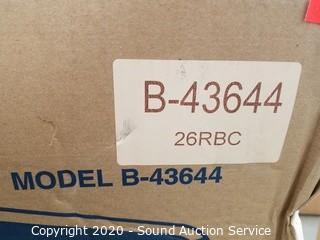 B-43644
26RBC
MODEL B-43644
Copyright 2020 - Sound Auction Service